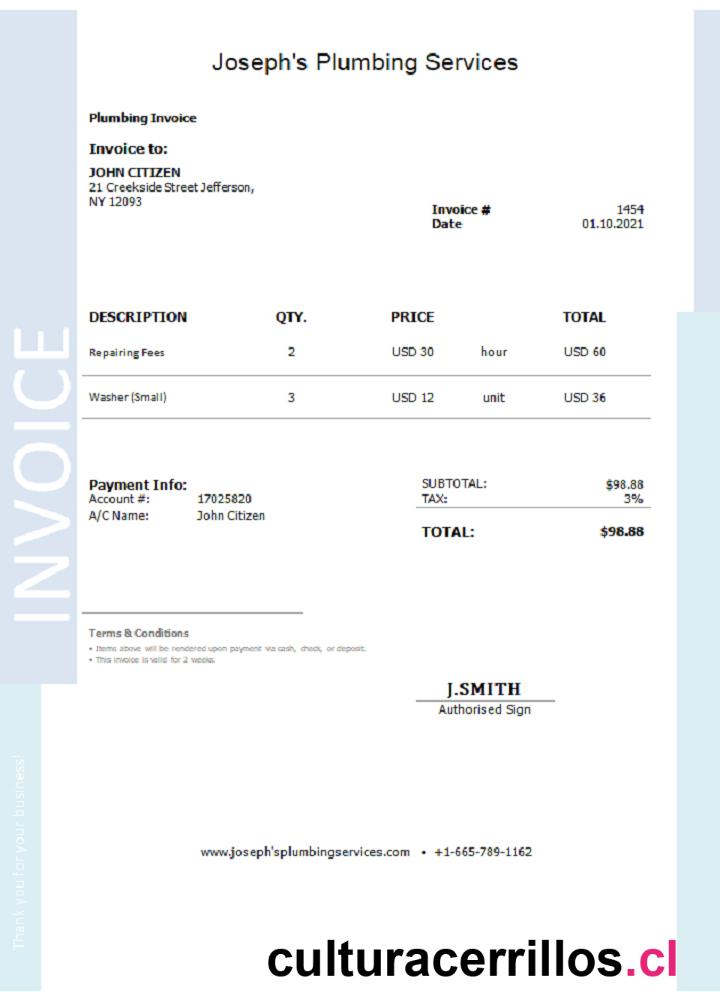 Joseph's Plumbing Services
Plumbing Invoice
Invoice to:
JOHN CITIZEN
21 Creekside Street Jefferson,
NY 12093
Invoice # 1454
Date 01.10.2021
DESCRIPTION QTY. PRICE TOTAL
Repairing Fees 2 USD 30 hour USD 60
Washer (Small) 3 USD 12 unit USD 36
INVOICE
Payment Info:
Account #: 17025820
A/C Name: John Citizen
SUBTOTAL: $98.88
TAX: 3%
TOTAL: $98.88
Terms & Conditions
• Items above will be rendered upon payment via cash, check, or deposit.
• This invoice is valid for 2 weeks.
J.SMITH
Authorised Sign
Thank you for your business!
www.joseph'splumbingservices.com • +1-665-789-1162
culturacerrillos.cl